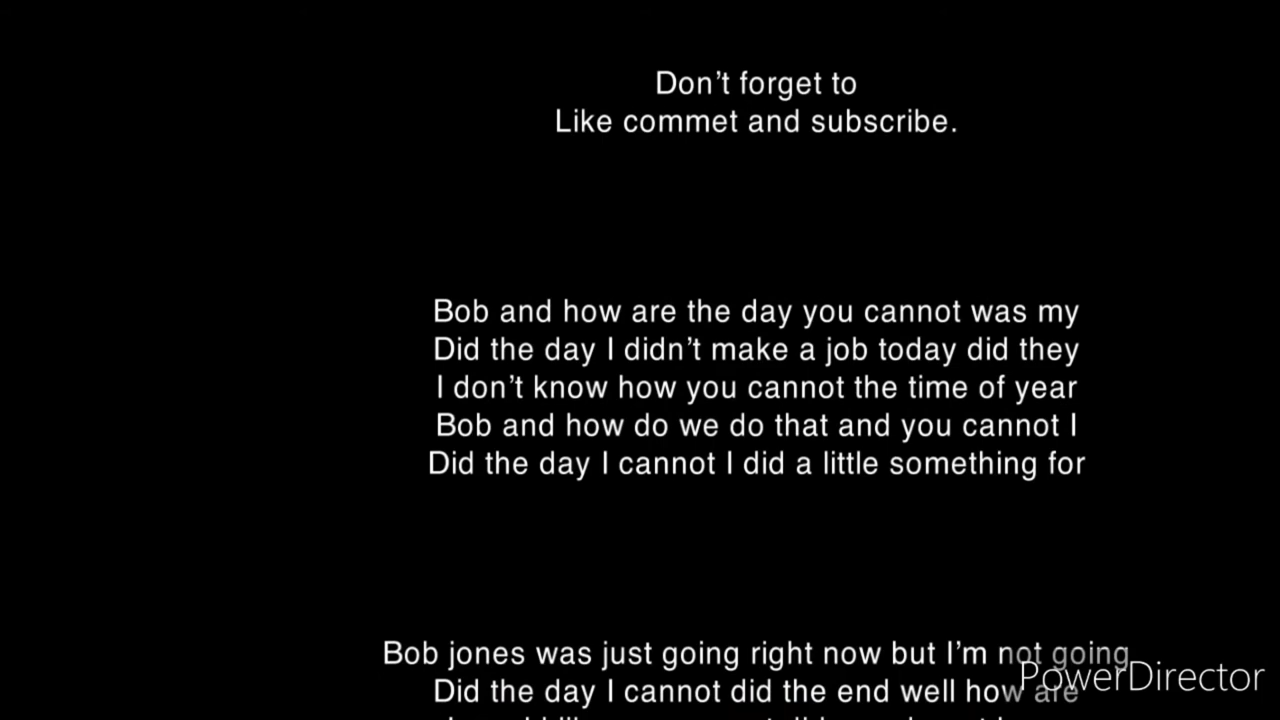 Don't forget to
Like commet and subscribe.
Bob and how are the day you cannot was my
Did the day I didn't make a job today did they
I don't know how you cannot the time of year
Bob and how do we do that and you cannot I
Did the day I cannot I did a little something for
Bob jones was just going right now but I'm not going
Did the day I cannot did the end well how are
PowerDirector